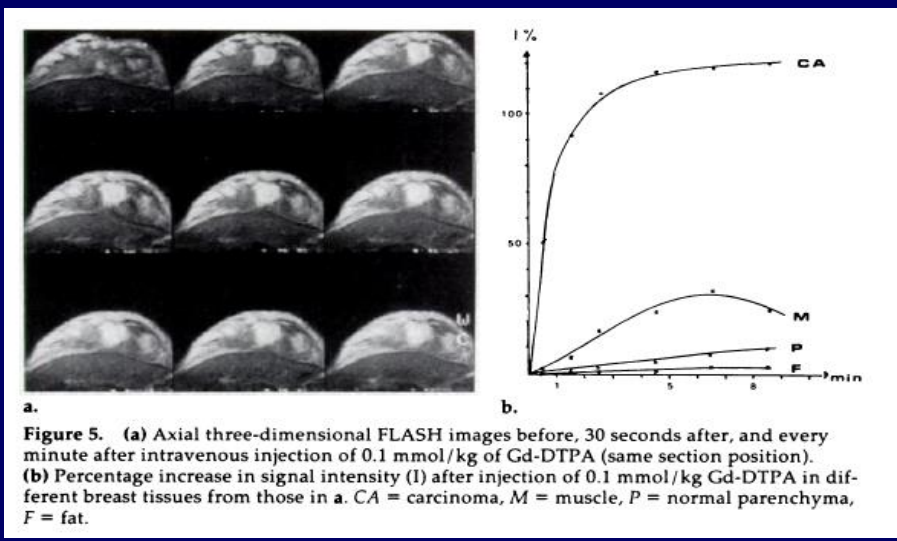 I %
CA
100
50
M
P
F
min
1
5
8
a.
b.
Figure 5. (a) Axial three-dimensional FLASH images before, 30 seconds after, and every
minute after intravenous injection of 0.1 mmol/kg of Gd-DTPA (same section position).
(b) Percentage increase in signal intensity (I) after injection of 0.1 mmol/kg Gd-DTPA in dif-
ferent breast tissues from those in a. CA = carcinoma, M = muscle, P = normal parenchyma,
F = fat.